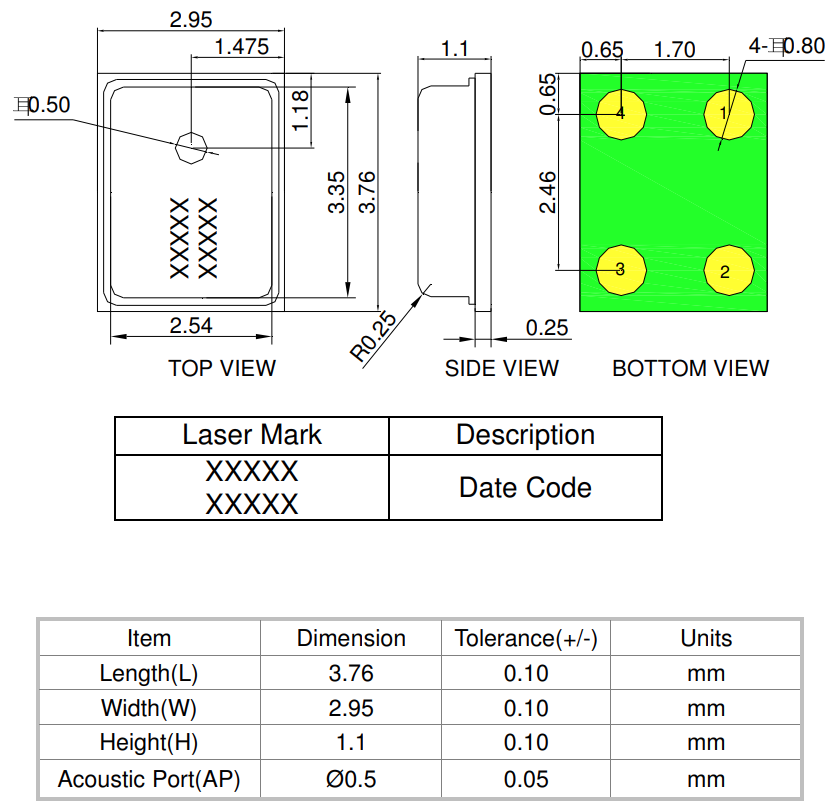 2.95
1.475
1.1
0.65
1.70
4-且0.80
且0.50
1.18
0.65
4
1
3.35
3.76
2.46
XXXXX
XXXXX
3
2
2.54
R0.25
0.25
TOP VIEW
SIDE VIEW
BOTTOM VIEW
Laser Mark Description
XXXXX
XXXXX
Date Code
Item Dimension Tolerance(+/-) Units
Length(L) 3.76 0.10 mm
Width(W) 2.95 0.10 mm
Height(H) 1.1 0.10 mm
Acoustic Port(AP) Ø0.5 0.05 mm